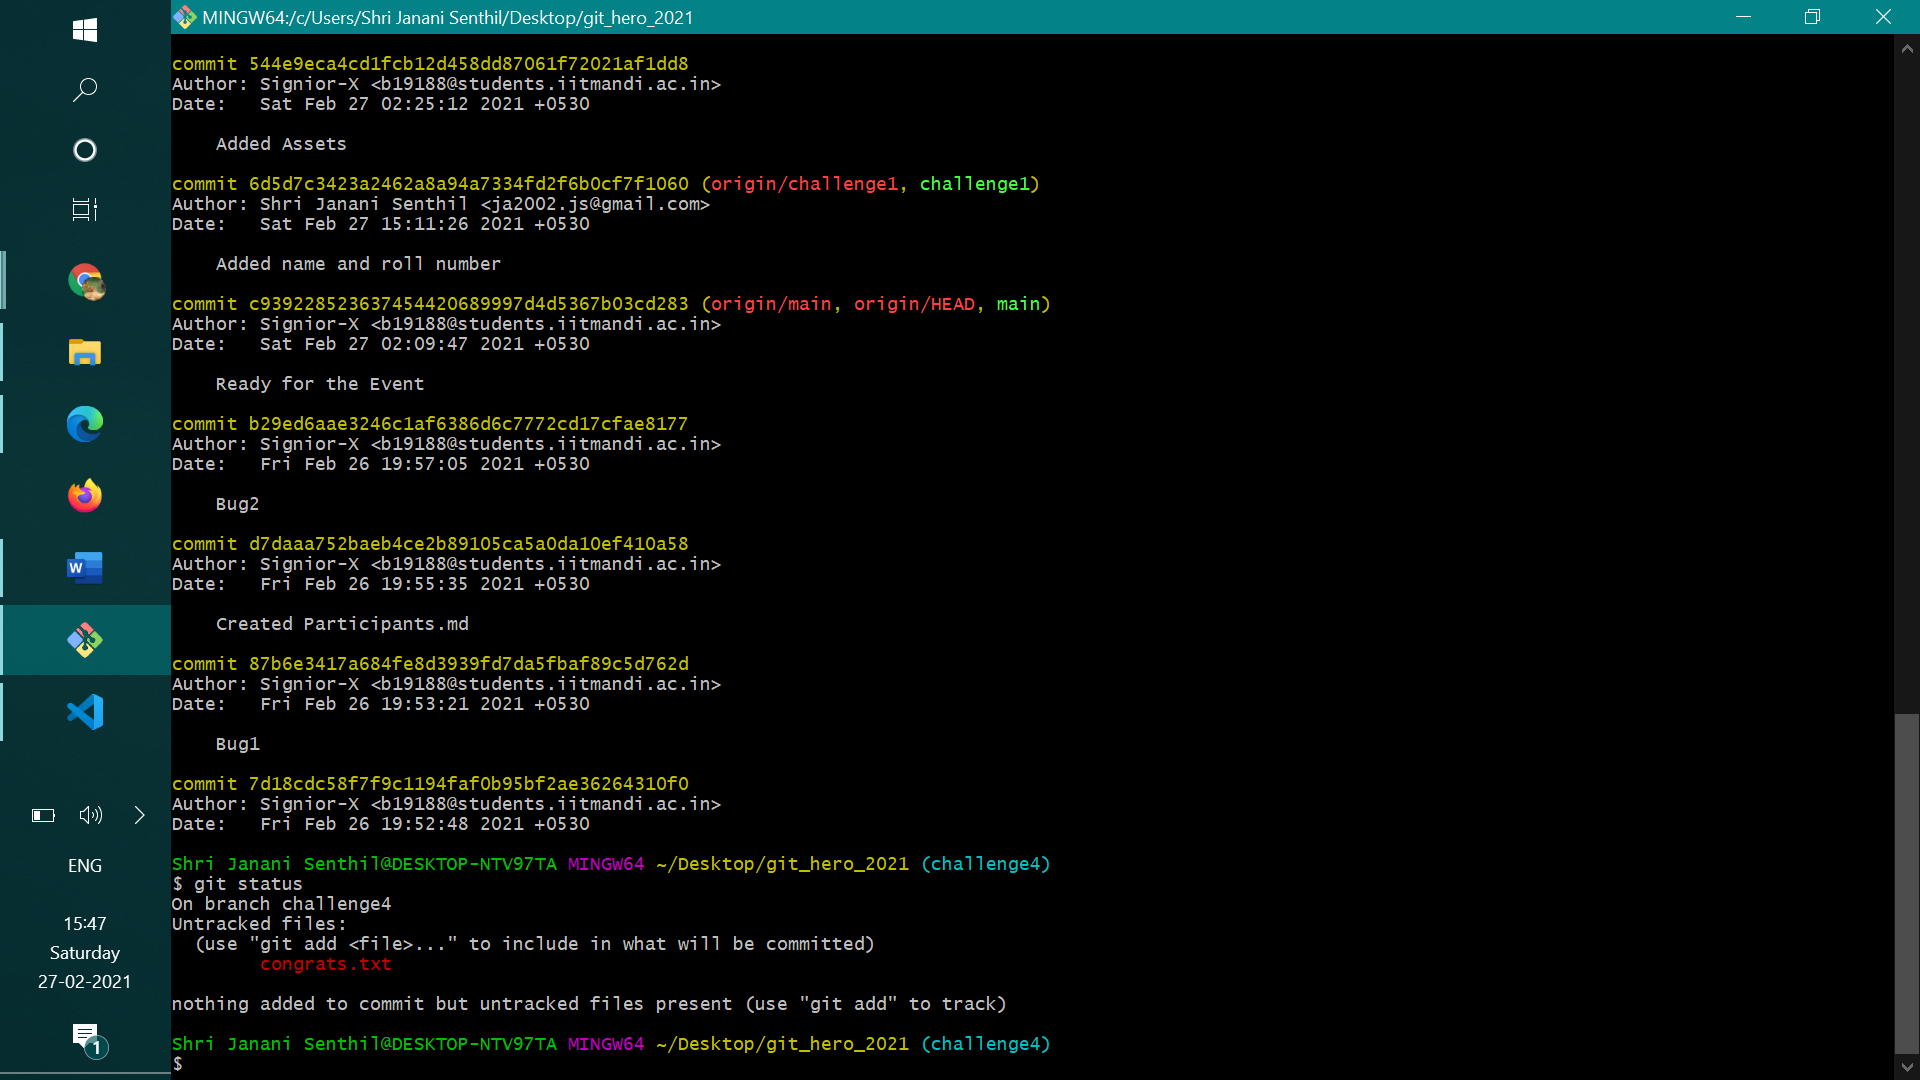 MINGW64:/c/Users/Shri Janani Senthil/Desktop/git_hero_2021
commit 544e9eca4cd1fcb12d458dd87061f72021af1dd8
Author: Signior-X <b19188@students.iitmandi.ac.in>
Date:   Sat Feb 27 02:25:12 2021 +0530
Added Assets
commit 6d5d7c3423a2462a8a94a7334fd2f6b0cf7f1060 (origin/challenge1, challenge1)
Author: Shri Janani Senthil <ja2002.js@gmail.com>
Date:   Sat Feb 27 15:11:26 2021 +0530
Added name and roll number
commit c939228523637454420689997d4d5367b03cd283 (origin/main, origin/HEAD, main)
Author: Signior-X <b19188@students.iitmandi.ac.in>
Date:   Sat Feb 27 02:09:47 2021 +0530
Ready for the Event
commit b29ed6aae3246c1af6386d6c7772cd17cfae8177
Author: Signior-X <b19188@students.iitmandi.ac.in>
Date:   Fri Feb 26 19:57:05 2021 +0530
Bug2
commit d7daaa752baeb4ce2b89105ca5a0da10ef410a58
Author: Signior-X <b19188@students.iitmandi.ac.in>
Date:   Fri Feb 26 19:55:35 2021 +0530
Created Participants.md
commit 87b6e3417a684fe8d3939fd7da5fbaf89c5d762d
Author: Signior-X <b19188@students.iitmandi.ac.in>
Date:   Fri Feb 26 19:53:21 2021 +0530
Bug1
commit 7d18cdc58f7f9c1194faf0b95bf2ae36264310f0
Author: Signior-X <b19188@students.iitmandi.ac.in>
Date:   Fri Feb 26 19:52:48 2021 +0530
Shri Janani Senthil@DESKTOP-NTV97TA MINGW64 ~/Desktop/git_hero_2021 (challenge4)
$ git status
On branch challenge4
Untracked files:
(use "git add <file>..." to include in what will be committed)
congrats.txt
nothing added to commit but untracked files present (use "git add" to track)
Shri Janani Senthil@DESKTOP-NTV97TA MINGW64 ~/Desktop/git_hero_2021 (challenge4)
$
W
ENG
15:47
Saturday
27-02-2021
1